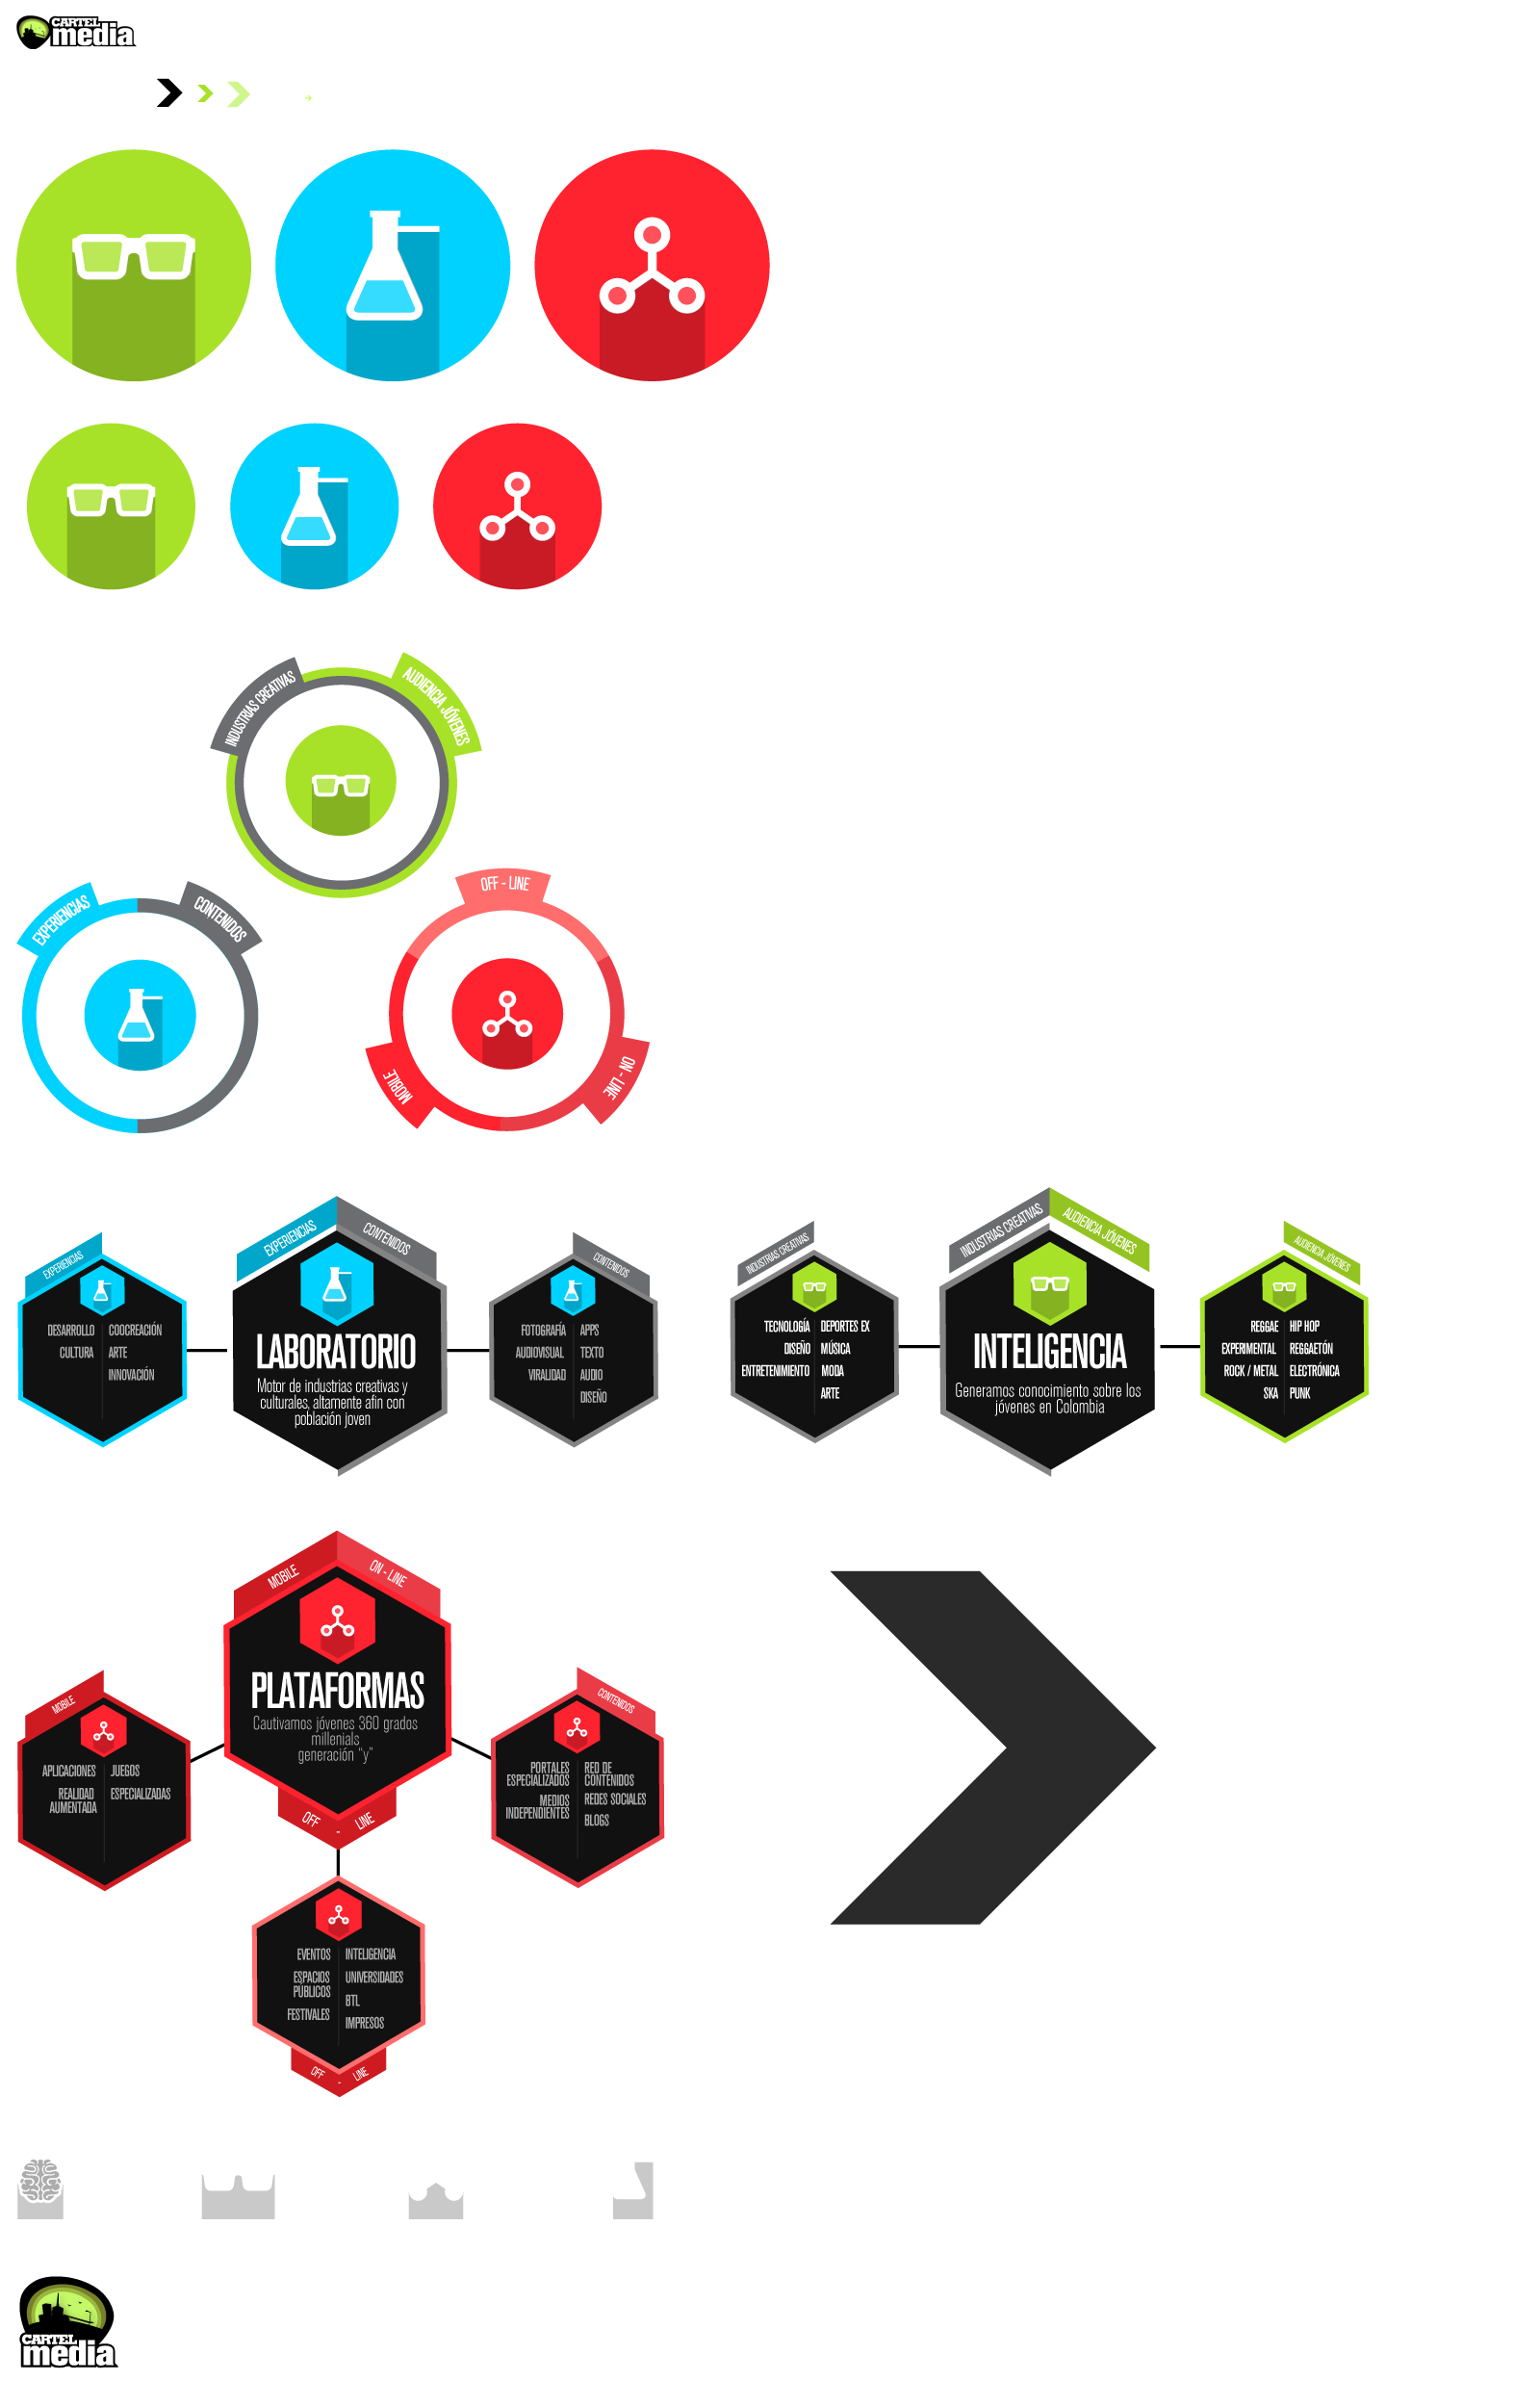 CARTEL
media
INDUSTRIAS CREATIVAS
AUDIENCIA JÓVENES
EXPERIENCIAS
CONTENIDOS
OFF - LINE
MOBILE
ON - LINE
EXPERIENCIAS
DESARROLLO
CULTURA
COOCREACIÓN
ARTE
INNOVACIÓN
EXPERIENCIAS
CONTENIDOS
LABORATORIO
Motor de industrias creativas y
culturales, altamente afin con
población joven
CONTENIDOS
FOTOGRAFÍA
AUDIOVISUAL
VIRALIDAD
APPS
TEXTO
AUDIO
DISEÑO
INDUSTRIAS CREATIVAS
TECNOLOGÍA
DISEÑO
ENTRETENIMIENTO
DEPORTES EX
MÚSICA
MODA
ARTE
INDUSTRIAS CREATIVAS
AUDIENCIA JÓVENES
INTELIGENCIA
Generamos conocimiento sobre los
jóvenes en Colombia
AUDIENCIA JÓVENES
REGGAE
EXPERIMENTAL
ROCK / METAL
SKA
HIP HOP
REGGAETÓN
ELECTRÓNICA
PUNK
MOBILE
ON - LINE
PLATAFORMAS
Cautivamos jóvenes 360 grados
millenials
generación "y"
OFF - LINE
MOBILE
APLICACIONES
REALIDAD
AUMENTADA
JUEGOS
ESPECIALIZADAS
CONTENIDOS
PORTALES
ESPECIALIZADOS
MEDIOS
INDEPENDIENTES
RED DE
CONTENIDOS
REDES SOCIALES
BLOGS
EVENTOS
ESPACIOS
PÚBLICOS
FESTIVALES
INTELIGENCIA
UNIVERSIDADES
BTL
IMPRESOS
OFF - LINE
CARTEL
media